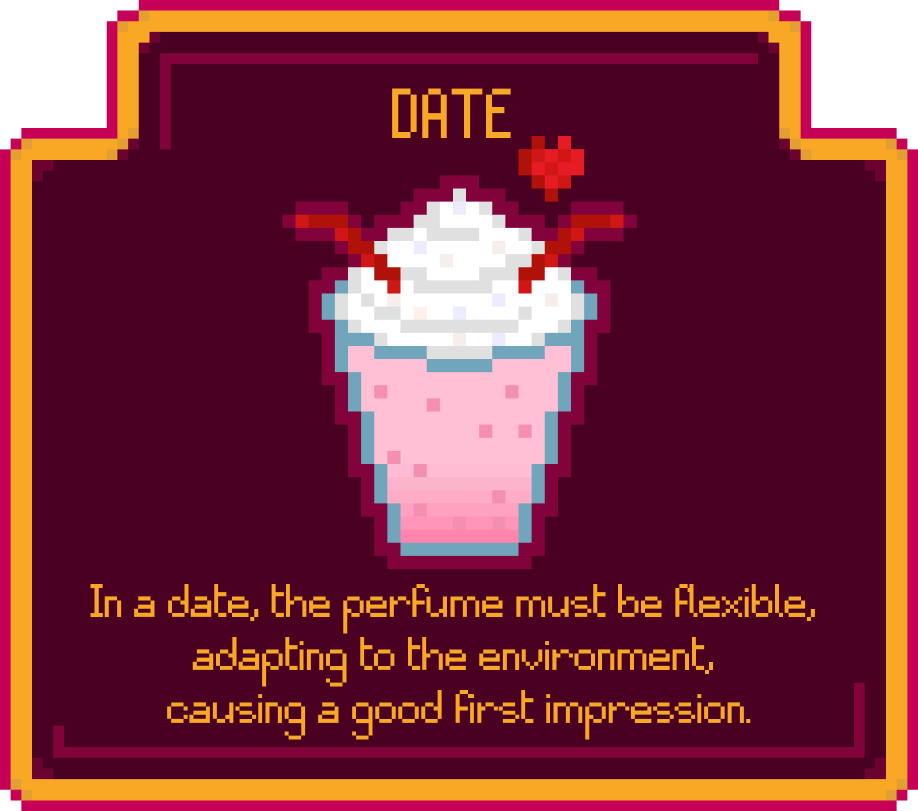 DATE
In a date, the perfume must be flexible,
adapting to the environment,
causing a good first impression.